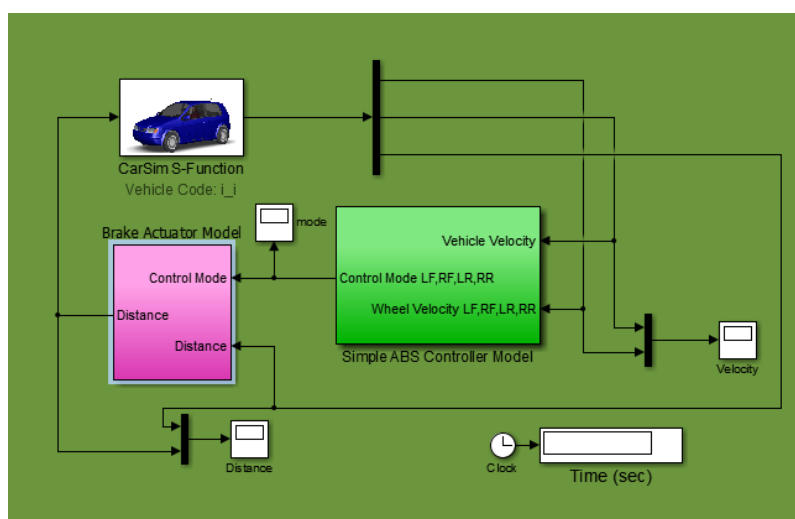 CarSim S-Function
Vehicle Code: i_i
mode
Brake Actuator Model
Vehicle Velocity
Control Mode
Control Mode LF,RF,LR,RR
Distance
Wheel Velocity LF,RF,LR,RR
Distance
Simple ABS Controller Model
Velocity
Distance
Clock
Time (sec)